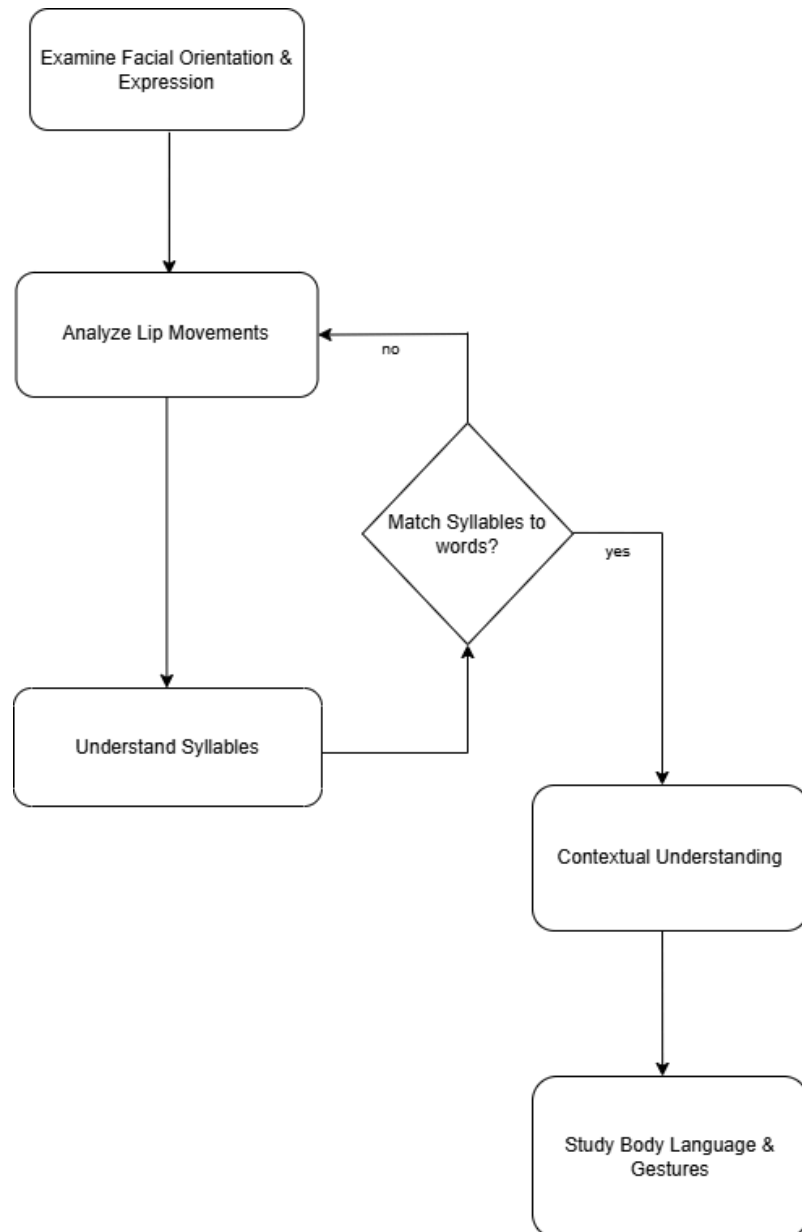 Examine Facial Orientation &
Expression
Analyze Lip Movements
no
Match Syllables to
words?
yes
Understand Syllables
Contextual Understanding
Study Body Language &
Gestures